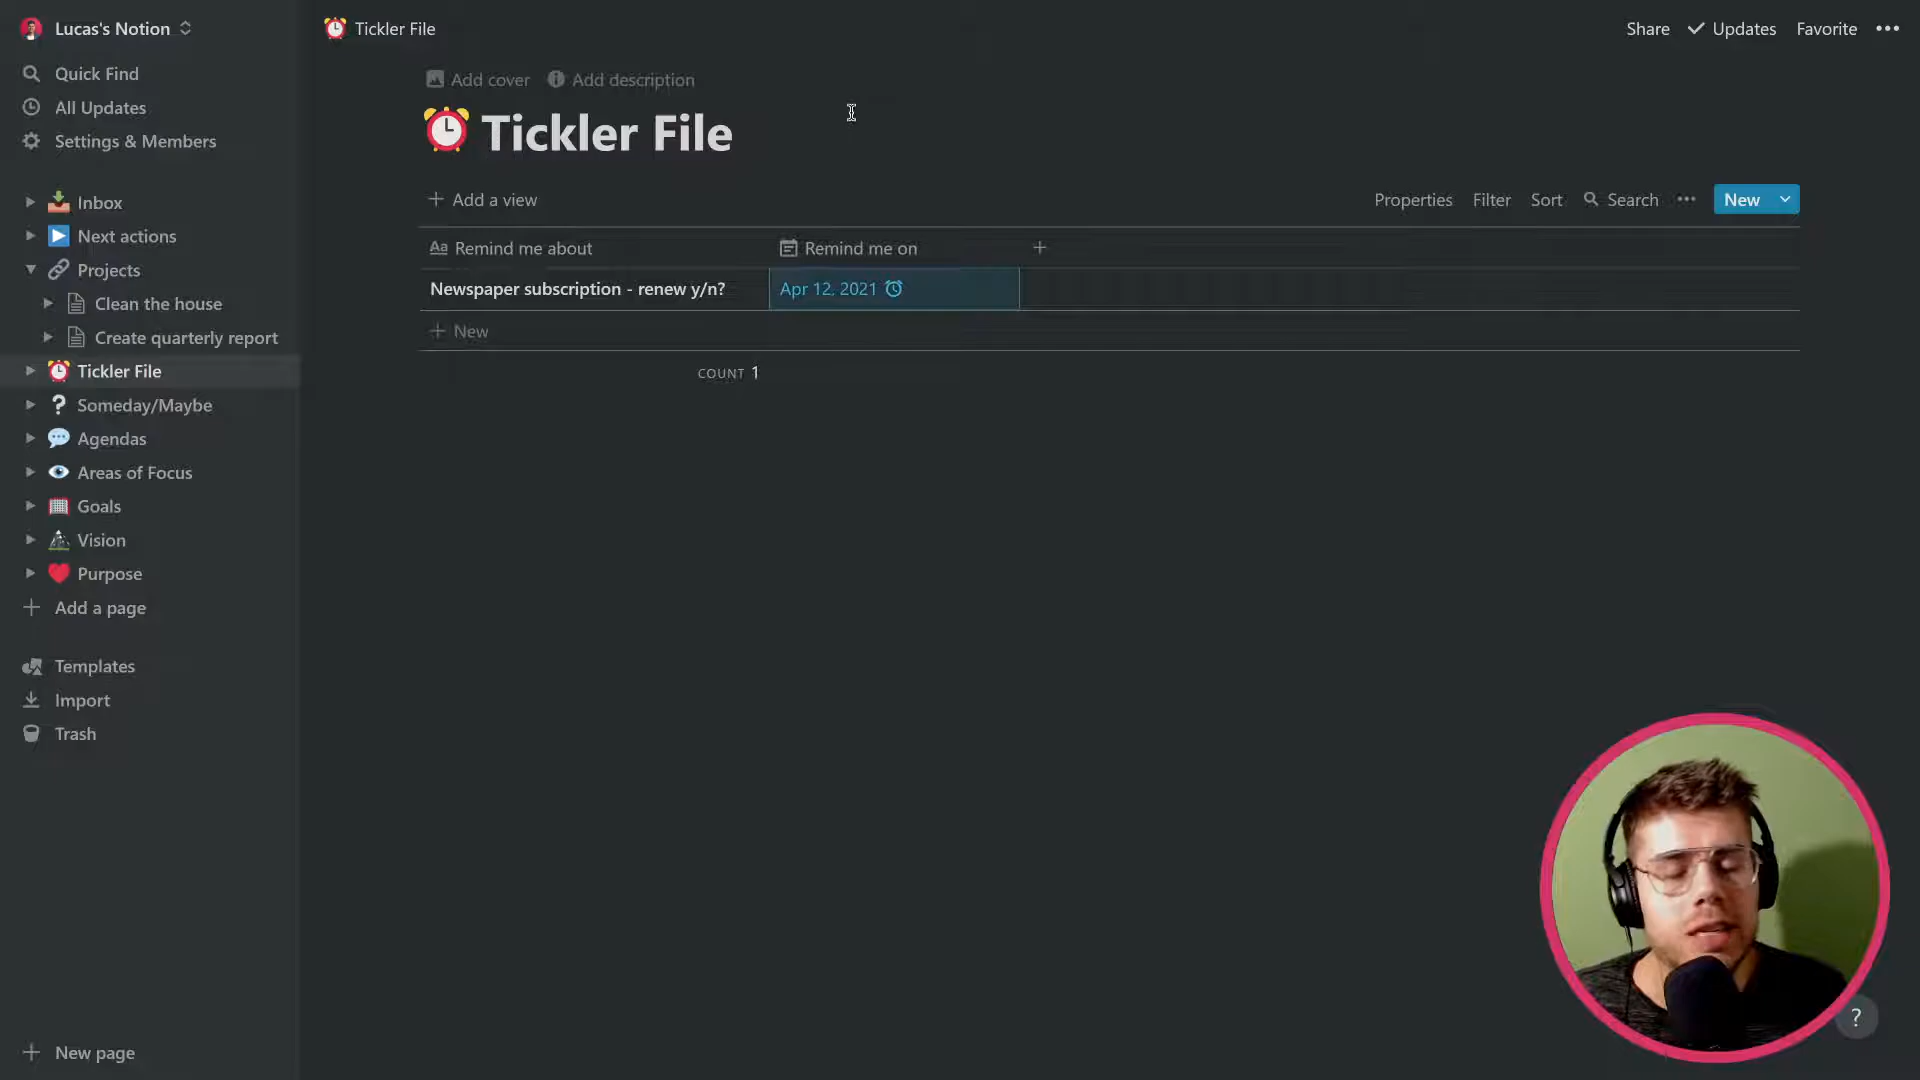 Lucas's Notion
Quick Find
All Updates
Settings & Members
Inbox
Next actions
Projects
Clean the house
Create quarterly report
Tickler File
Someday/Maybe
Agendas
Areas of Focus
Goals
Vision
Purpose
Add a page
Templates
Import
Trash
New page
Tickler File
Share Updates Favorite
Add cover Add description
Tickler File
Add a view Properties Filter Sort Search New
Aa Remind me about Remind me on
Newspaper subscription - renew y/n? Apr 12, 2021
New
COUNT 1
?